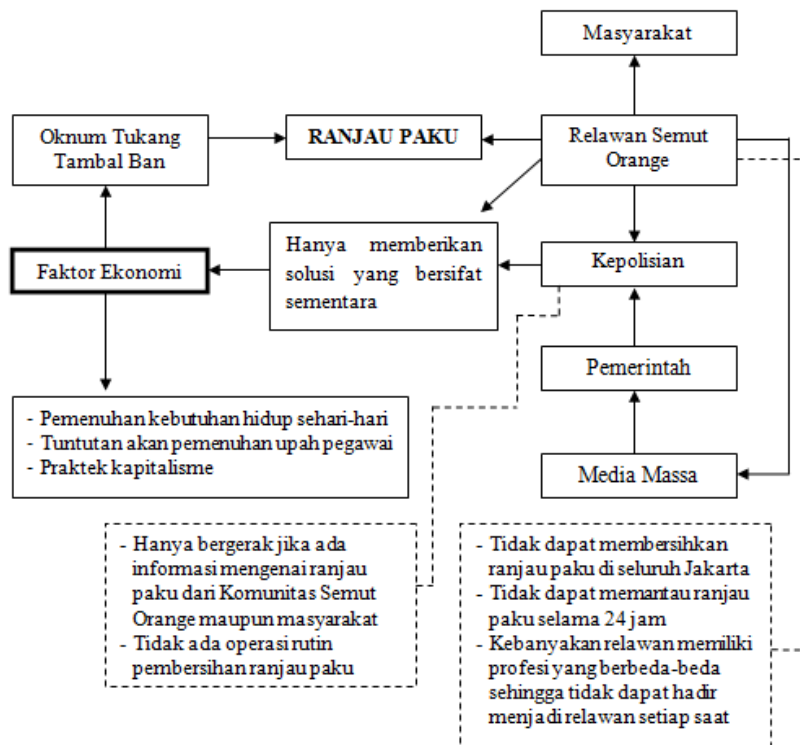 Masyarakat
Oknum Tukang
Tambal Ban
RANJAU PAKU
Relawan Semut
Orange
Hanya memberikan
solusi yang bersifat
sementara
Faktor Ekonomi
Kepolisian
Pemerintah
- Pemenuhan kebutuhan hidup sehari-hari
- Tuntutan akan pemenuhan upah pegawai
- Praktek kapitalisme
Media Massa
- Hanya bergerak jika ada
informasi mengenai ranjau
paku dari Komunitas Semut
Orange maupun masyarakat
- Tidak ada operasi rutin
pembersihan ranjau paku
- Tidak dapat membersihkan
ranjau paku di seluruh Jakarta
- Tidak dapat memantau ranjau
paku selama 24 jam
- Kebanyakan relawan memiliki
profesi yang berbeda-beda
sehingga tidak dapat hadir
menjadi relawan setiap saat